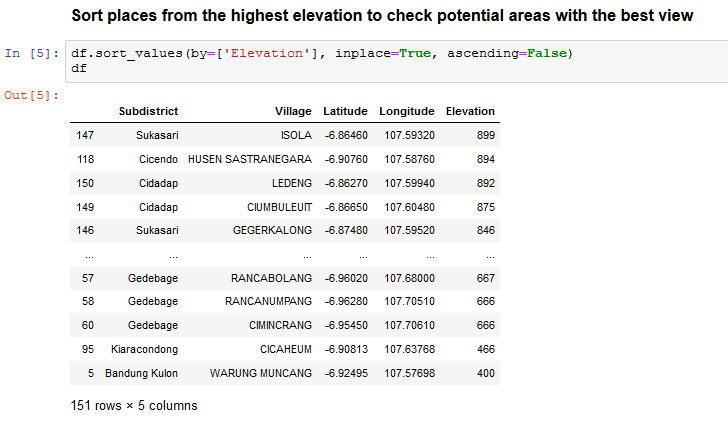 Sort places from the highest elevation to check potential areas with the best view
In [5]: df.sort_values(by=['Elevation'], inplace=True, ascending=False)
df
Out[5]:
Subdistrict Village Latitude Longitude Elevation
147 Sukasari ISOLA -6.86460 107.59320 899
118 Cicendo HUSEN SASTRANEGARA -6.90760 107.58760 894
150 Cidadap LEDENG -6.86270 107.59940 892
149 Cidadap CIUMBULEUIT -6.86650 107.60480 875
146 Sukasari GEGERKALONG -6.87480 107.59520 846
... ... ... ... ... ...
57 Gedebage RANCABOLANG -6.96020 107.68000 667
58 Gedebage RANCANUMPANG -6.96280 107.70510 666
60 Gedebage CIMINCRANG -6.95450 107.70610 666
95 Kiaracondong CICAHEUM -6.90813 107.63768 466
5 Bandung Kulon WARUNG MUNCANG -6.92495 107.57698 400
151 rows × 5 columns